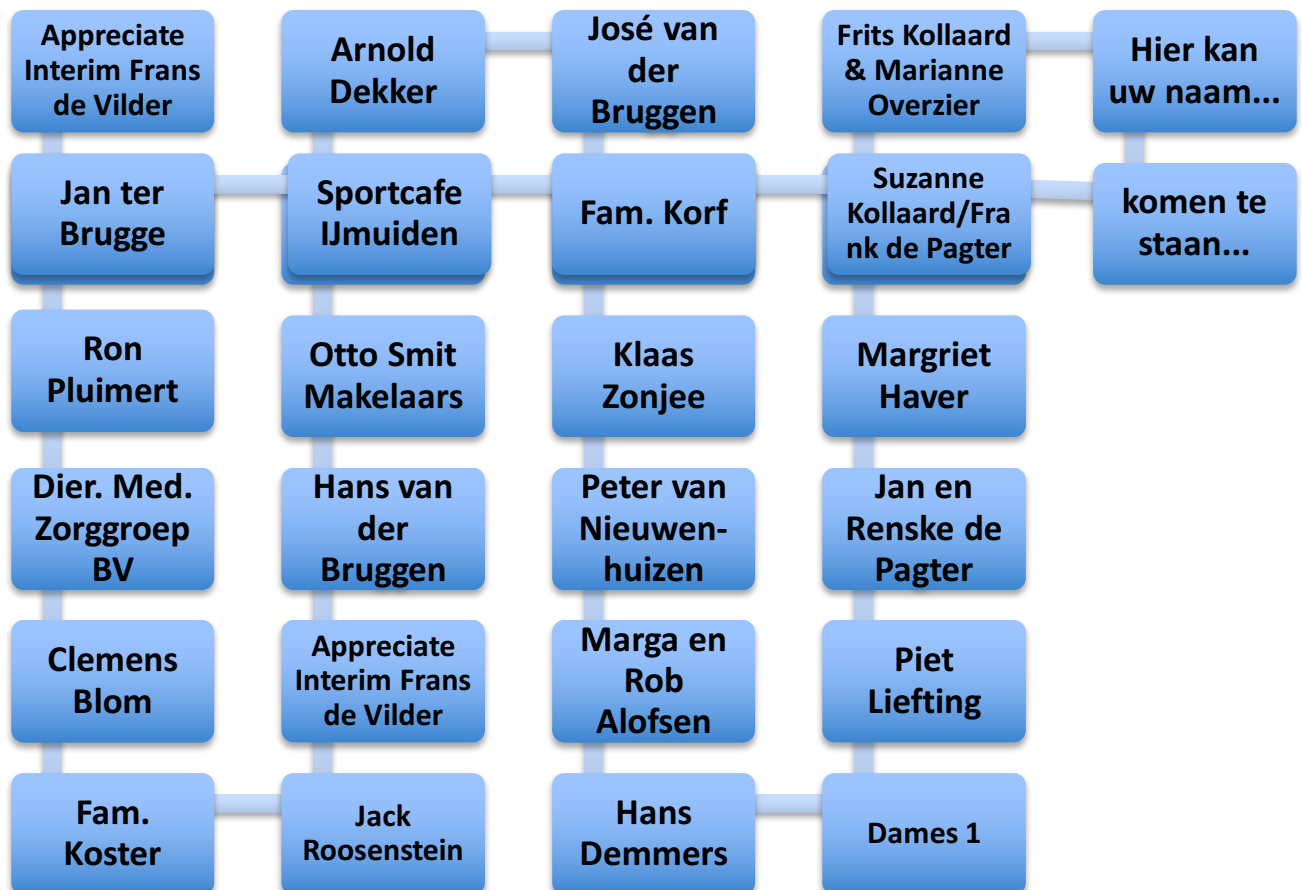 Appreciate
Interim Frans
de Vilder
Arnold
Dekker
José van
der
Bruggen
Frits Kollaard
& Marianne
Overzier
Hier kan
uw naam...
Jan ter
Brugge
Sportcafe
IJmuiden
Fam. Korf
Suzanne
Kollaard/Fra
nk de Pagter
komen te
staan...
Ron
Pluimert
Otto Smit
Makelaars
Klaas
Zonjee
Margriet
Haver
Dier. Med.
Zorggroep
BV
Hans van
der
Bruggen
Peter van
Nieuwen-
huizen
Jan en
Renske de
Pagter
Clemens
Blom
Appreciate
Interim Frans
de Vilder
Marga en
Rob
Alofsen
Piet
Liefting
Fam.
Koster
Jack
Roosenstein
Hans
Demmers
Dames 1